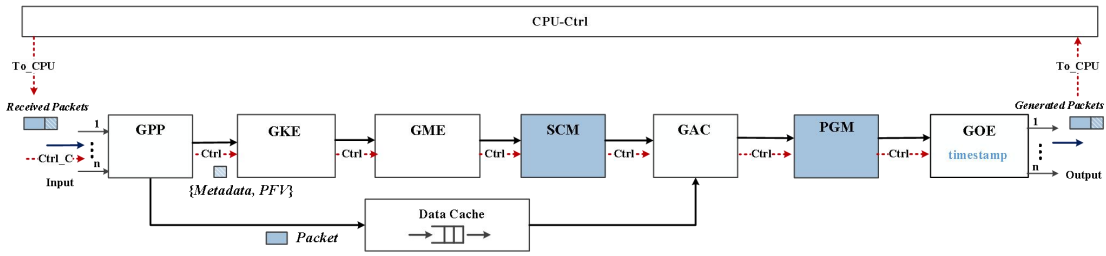 CPU-Ctrl
To_CPU
To_CPU
Received Packets
Generated Packets
1
GPP
GKE
GME
SCM
GAC
PGM
GOE
1
Ctrl_C
Ctrl
Ctrl
Ctrl
Ctrl
Ctrl
Ctrl
timestamp
n
n
Input
Output
{Metadata, PFV}
Data Cache
Packet